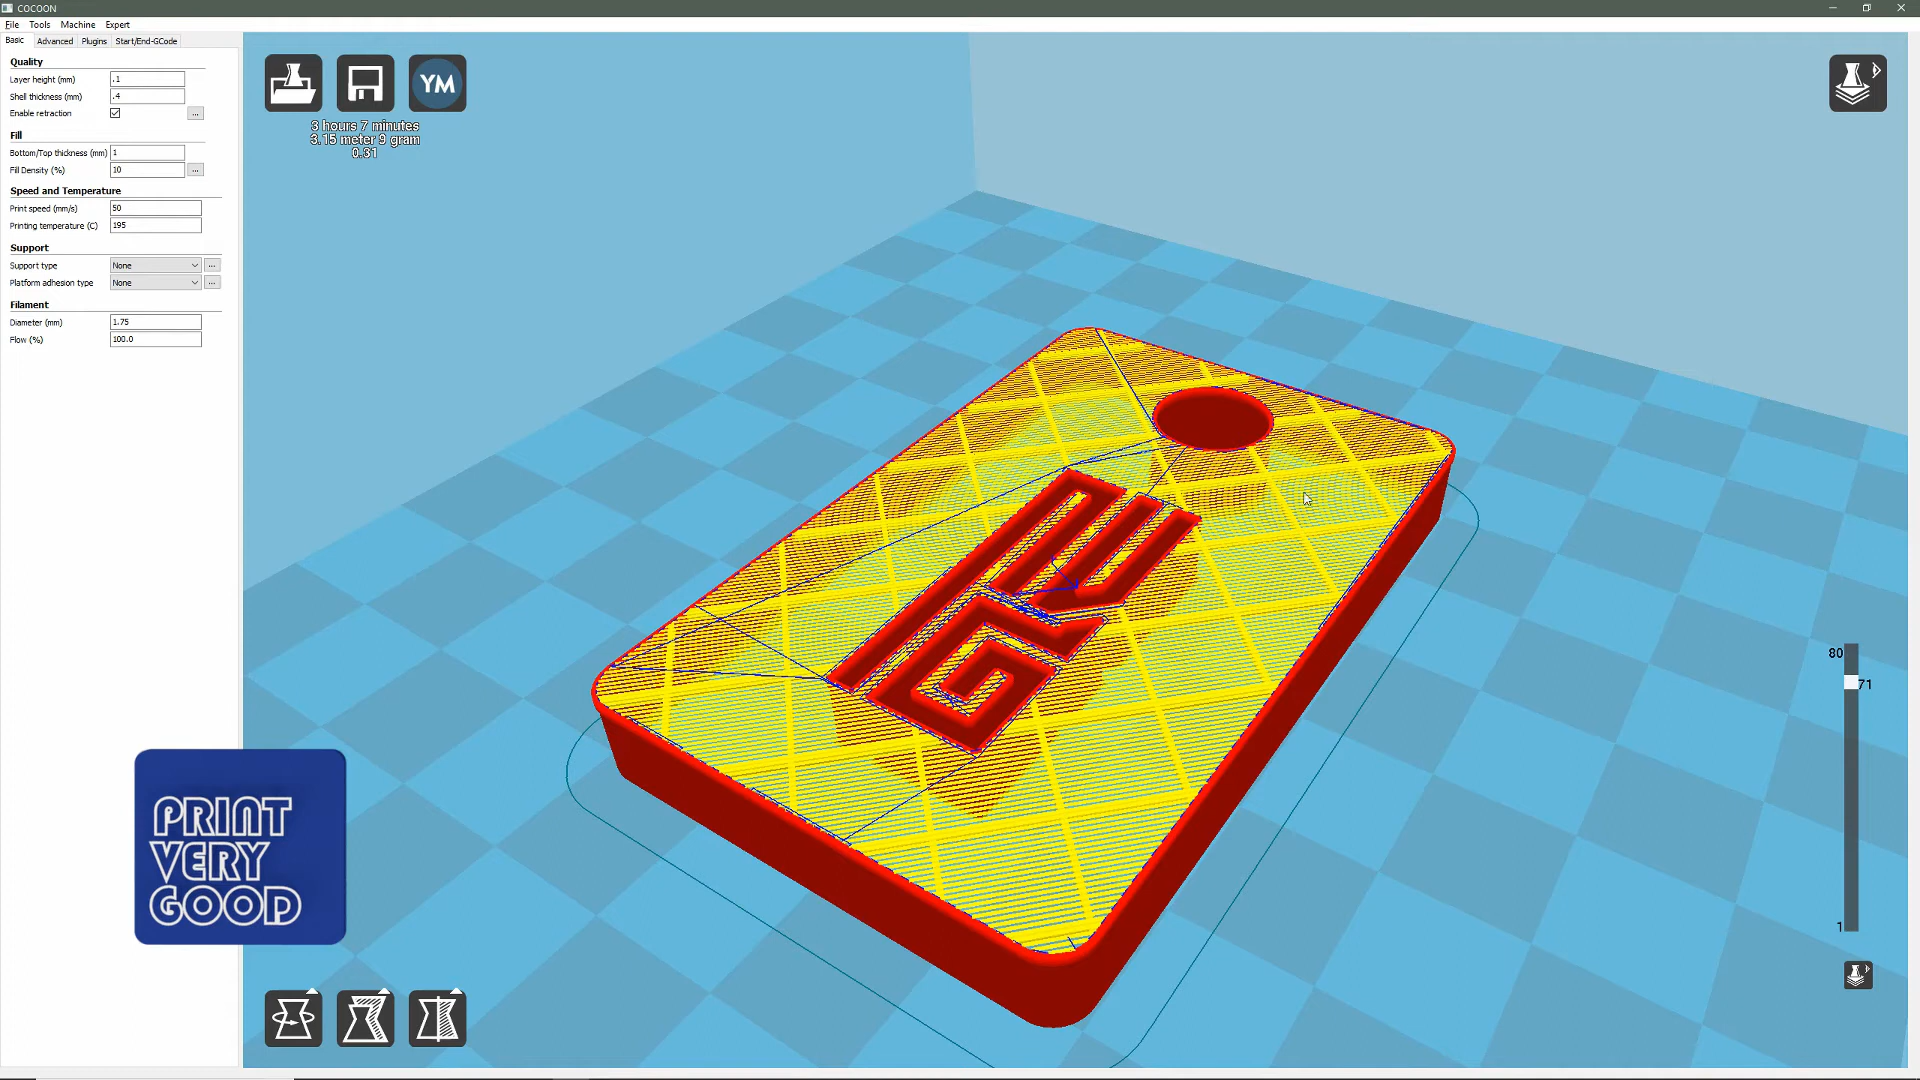 COCOON
File Tools Machine Expert
Basic Advanced Plugins Start/End-GCode
Quality
Layer height (mm) .1
Shell thickness (mm) .4
Enable retraction ...
Fill
Bottom/Top thickness (mm) 1
Fill Density (%) 10 ...
Speed and Temperature
Print speed (mm/s) 50
Printing temperature (C) 195
Support
Support type None ...
Platform adhesion type None ...
Filament
Diameter (mm) 1.75
Flow (%) 100.0
YM
3 hours 7 minutes
3.15 meter 9 gram
0.31
80
71
1
PRINT
VERY
GOOD